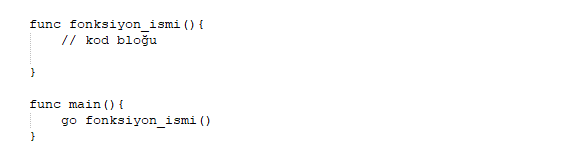 func fonksiyon_ismi(){
// kod bloğu
}
func main(){
go fonksiyon_ismi()
}